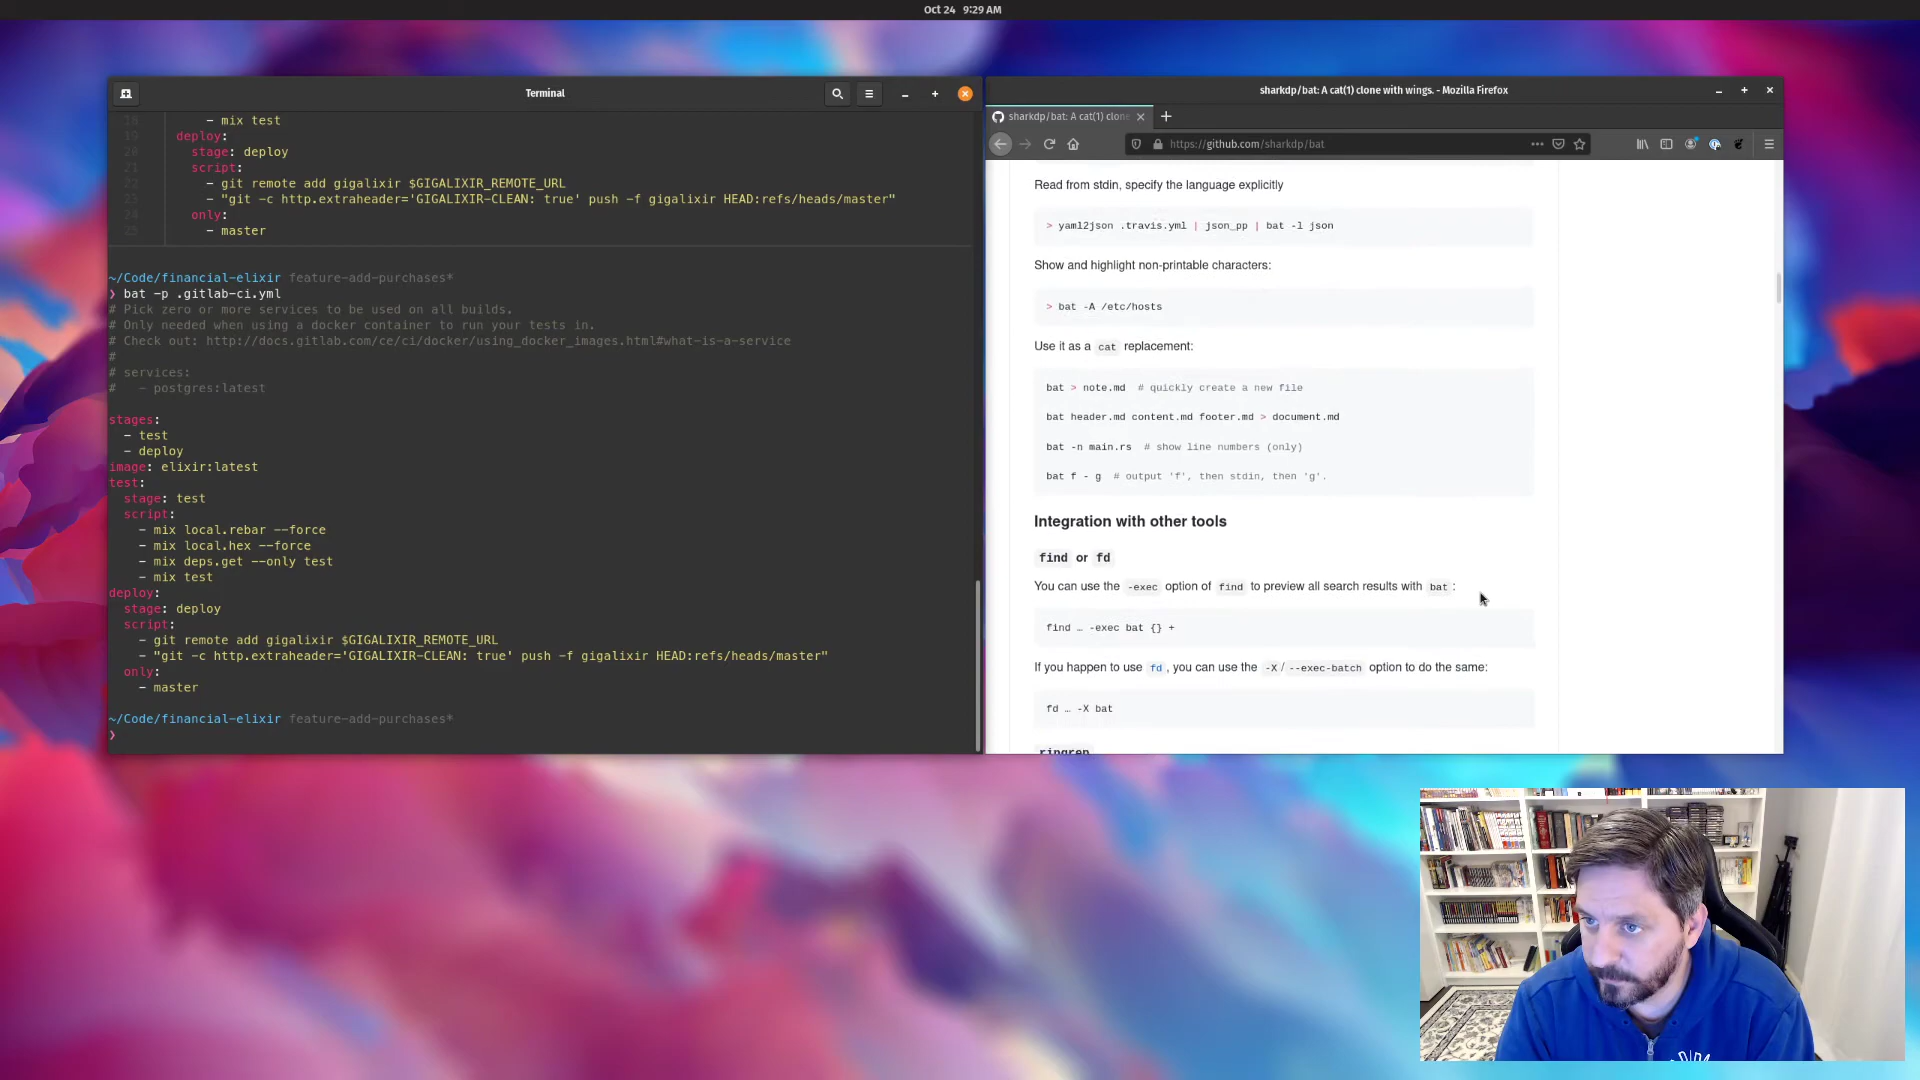 Oct 24 9:29 AM
Terminal
18 - mix test
19 deploy:
20 stage: deploy
21 script:
22 - git remote add gigalixir $GIGALIXIR_REMOTE_URL
23 - "git -c http.extraheader='GIGALIXIR-CLEAN: true' push -f gigalixir HEAD:refs/heads/master"
24 only:
25 - master
~/Code/financial-elixir feature-add-purchases*
❯ bat -p .gitlab-ci.yml
# Pick zero or more services to be used on all builds.
# Only needed when using a docker container to run your tests in.
# Check out: http://docs.gitlab.com/ce/ci/docker/using_docker_images.html#what-is-a-service
#
# services:
#   - postgres:latest
stages:
- test
- deploy
image: elixir:latest
test:
stage: test
script:
- mix local.rebar --force
- mix local.hex --force
- mix deps.get --only test
- mix test
deploy:
stage: deploy
script:
- git remote add gigalixir $GIGALIXIR_REMOTE_URL
- "git -c http.extraheader='GIGALIXIR-CLEAN: true' push -f gigalixir HEAD:refs/heads/master"
only:
- master
~/Code/financial-elixir feature-add-purchases*
❯
sharkdp/bat: A cat(1) clone with wings. - Mozilla Firefox
sharkdp/bat: A cat(1) clone
https://github.com/sharkdp/bat
Read from stdin, specify the language explicitly
> yaml2json .travis.yml | json_pp | bat -l json
Show and highlight non-printable characters:
> bat -A /etc/hosts
Use it as a cat replacement:
bat > note.md # quickly create a new file
bat header.md content.md footer.md > document.md
bat -n main.rs # show line numbers (only)
bat f - g # output 'f', then stdin, then 'g'.
Integration with other tools
find or fd
You can use the -exec option of find to preview all search results with bat :
find … -exec bat {} +
If you happen to use fd , you can use the -X / --exec-batch option to do the same:
fd … -X bat
ripgrep